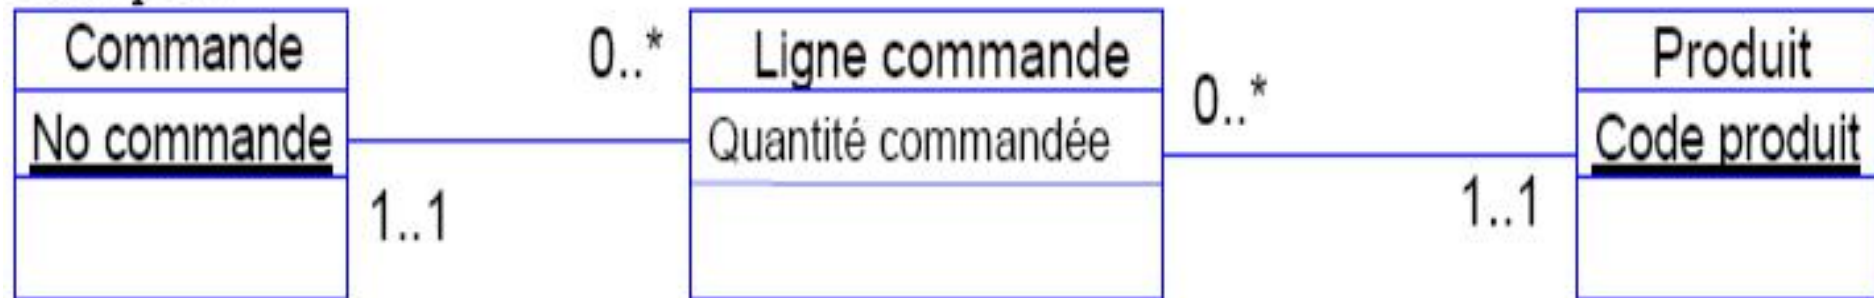 Commande
No commande
1..1
0..*
Ligne commande
Quantité commandée
0..*
1..1
Produit
Code produit